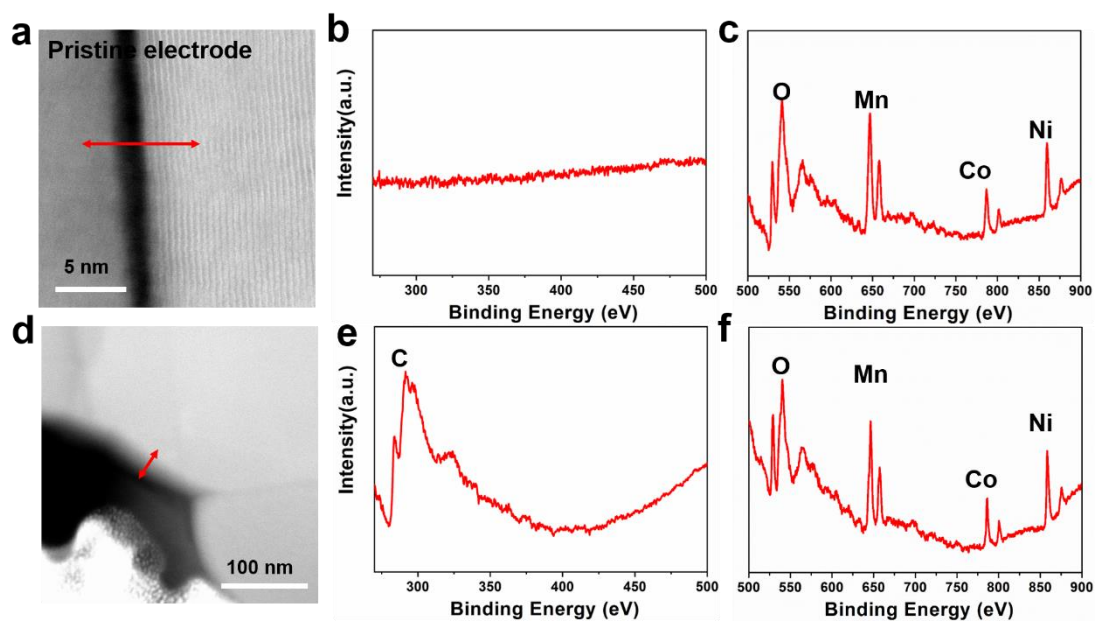 a
Pristine electrode
5 nm
b
Intensity(a.u.)
300 350 400 450 500
Binding Energy (eV)
c
O
Mn
Co
Ni
500 550 600 650 700 750 800 850 900
Binding Energy (eV)
d
100 nm
e
C
Intensity(a.u.)
300 350 400 450 500
Binding Energy (eV)
f
O
Mn
Co
Ni
500 550 600 650 700 750 800 850 900
Binding Energy (eV)